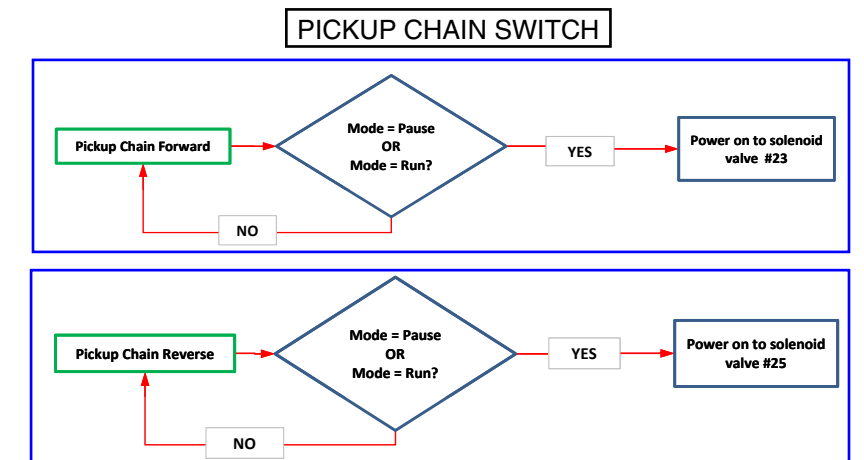 PICKUP CHAIN SWITCH
Pickup Chain Forward
Mode = Pause
OR
Mode = Run?
YES
Power on to solenoid
valve #23
NO
Pickup Chain Reverse
Mode = Pause
OR
Mode = Run?
YES
Power on to solenoid
valve #25
NO